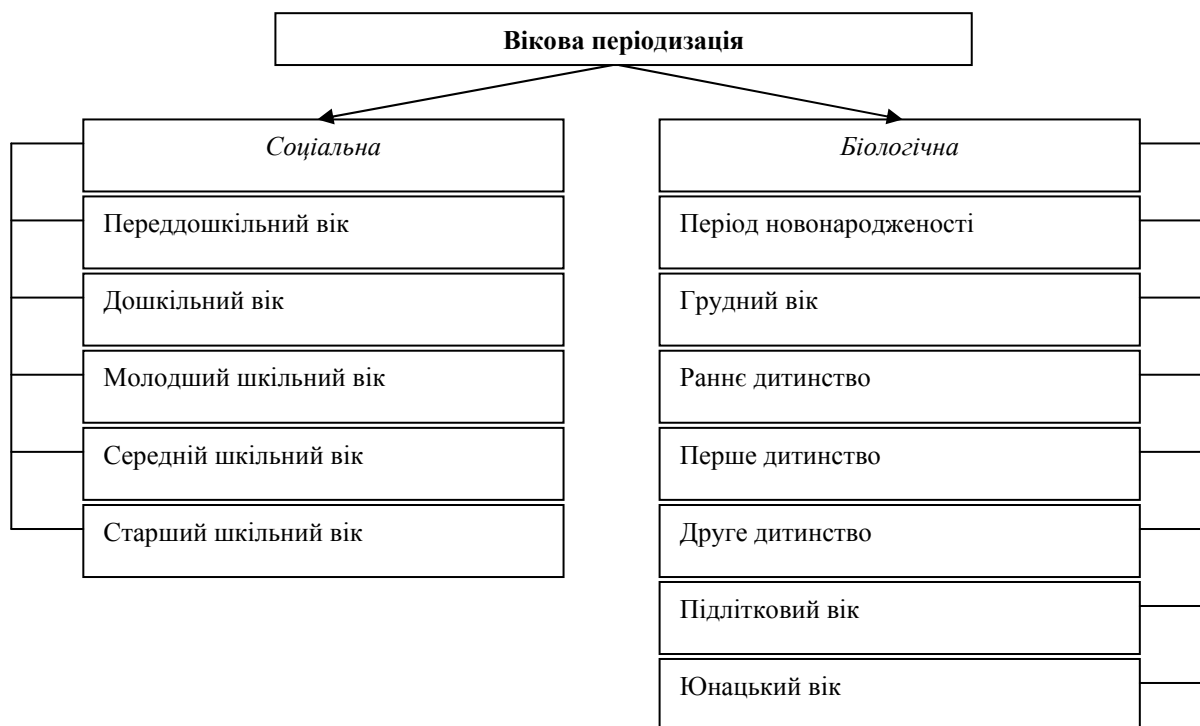 Вікова періодизація
Соціальна
Переддошкільний вік
Дошкільний вік
Молодший шкільний вік
Середній шкільний вік
Старший шкільний вік
Біологічна
Період новонародженості
Грудний вік
Раннє дитинство
Перше дитинство
Друге дитинство
Підлітковий вік
Юнацький вік